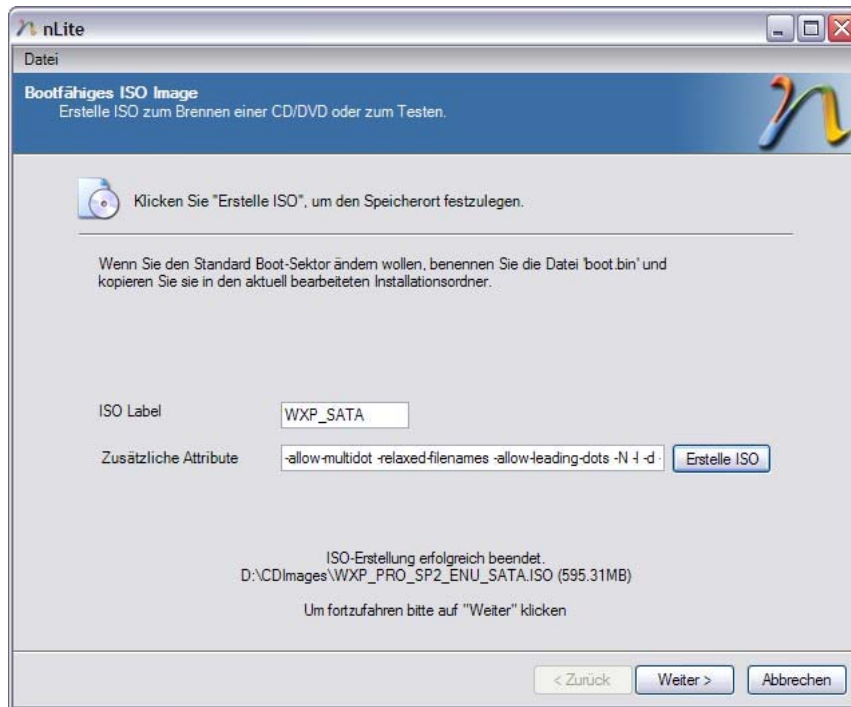 nLite
Datei
Bootfähiges ISO Image
Erstelle ISO zum Brennen einer CD/DVD oder zum Testen.
Klicken Sie "Erstelle ISO", um den Speicherort festzulegen.
Wenn Sie den Standard Boot-Sektor ändern wollen, benennen Sie die Datei 'boot.bin' und
kopieren Sie sie in den aktuell bearbeiteten Installationsordner.
ISO Label WXP_SATA
Zusätzliche Attribute -allow-multidot -relaxed-filenames -allow-leading-dots -N -l -d Erstelle ISO
ISO-Erstellung erfolgreich beendet.
D:\CDImages\WXP_PRO_SP2_ENU_SATA.ISO (595.31MB)
Um fortzufahren bitte auf "Weiter" klicken
< Zurück Weiter > Abbrechen